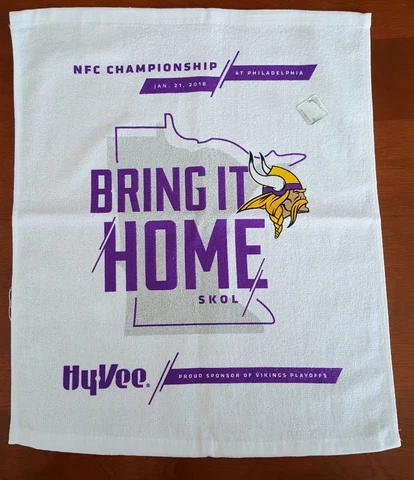 NFC CHAMPIONSHIP
AT PHILADELPHIA
JAN. 21, 2018
BRING IT
HOME
SKOL
HyVee®
PROUD SPONSOR OF VIKINGS PLAYOFFS